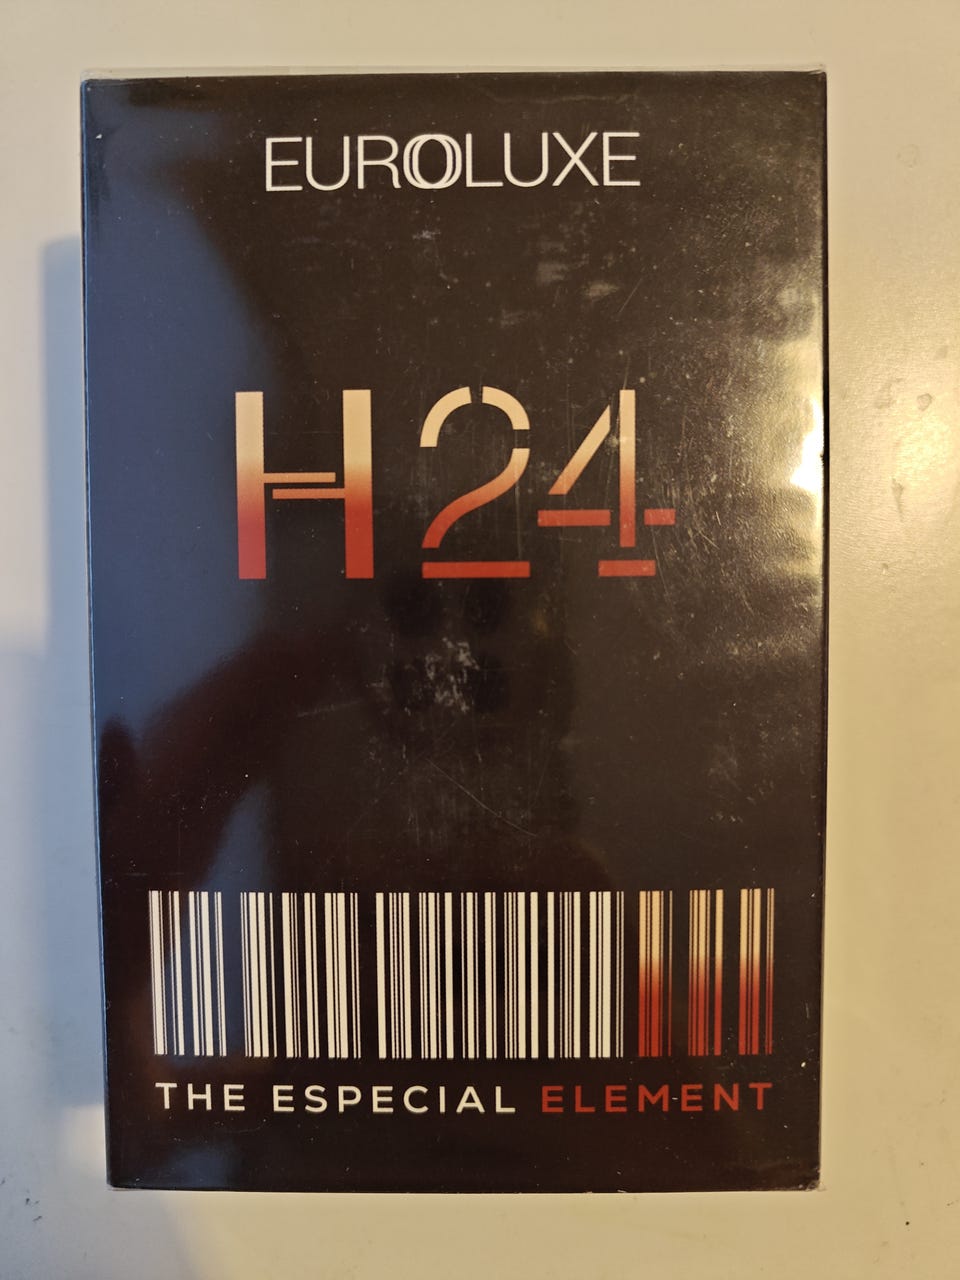 EUROLUXE
H24
THE ESPECIAL ELEMENT